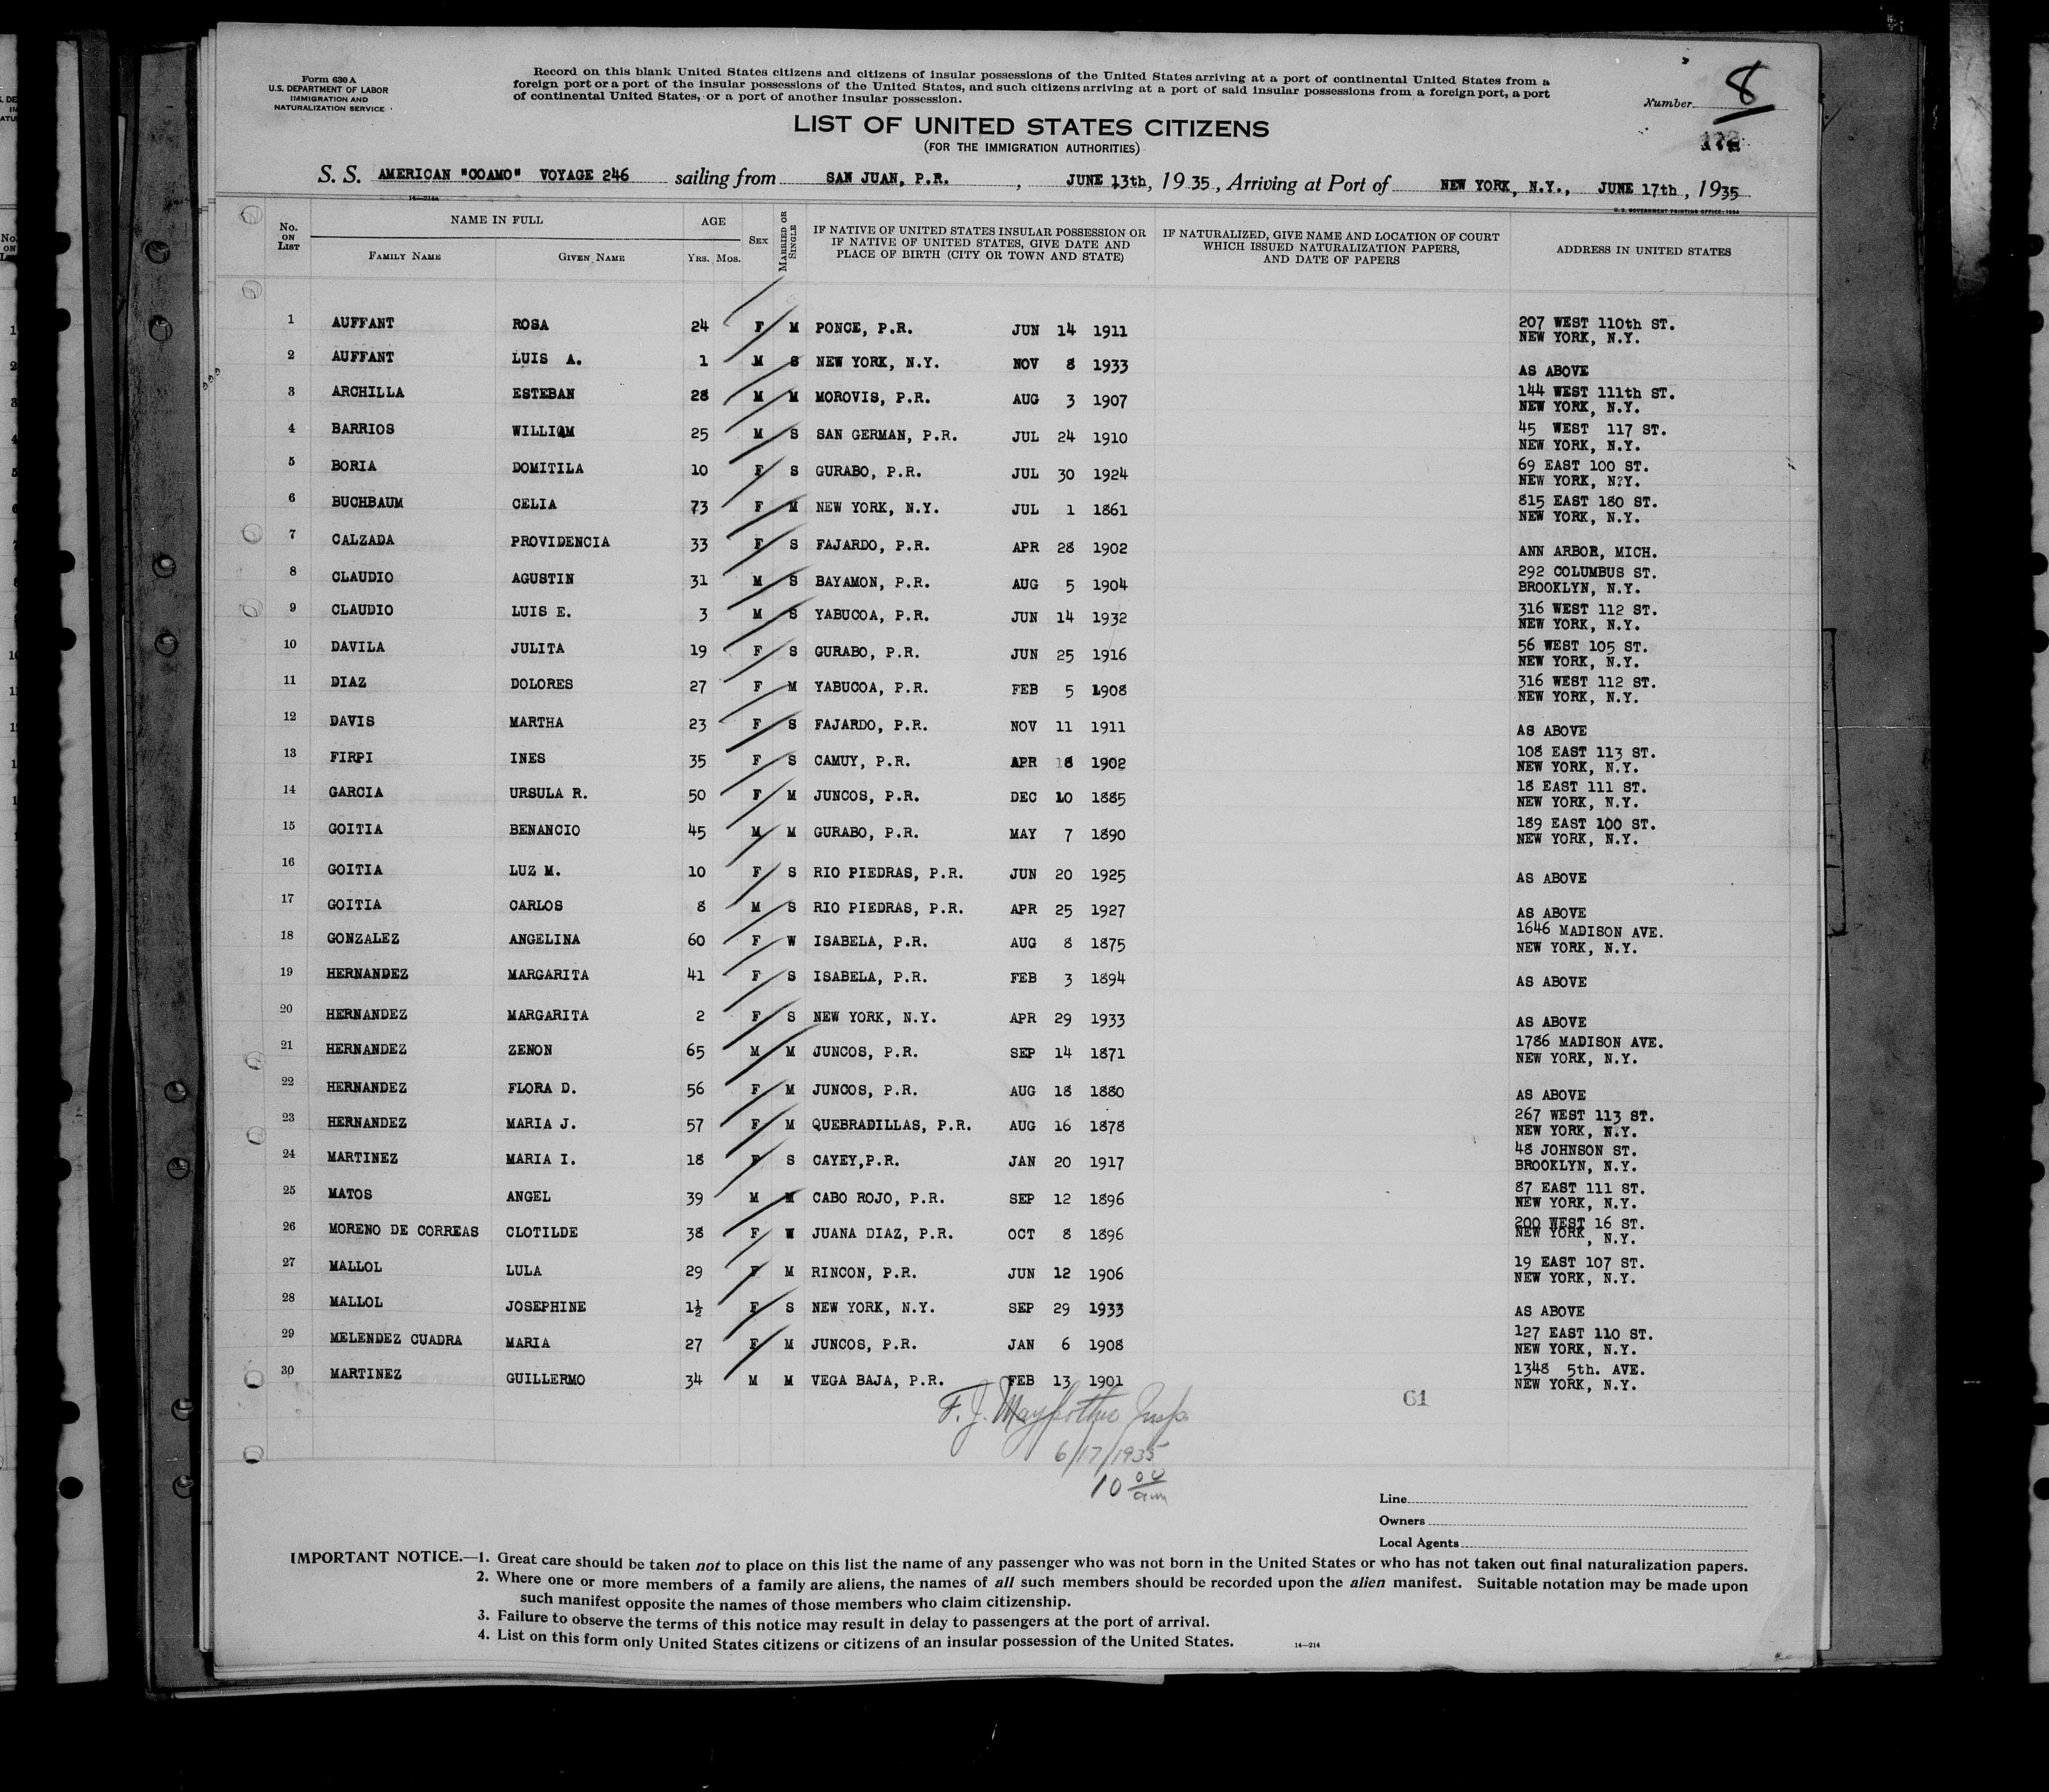 Form 630 A
U.S. DEPARTMENT OF LABOR
IMMIGRATION AND
NATURALIZATION SERVICE
Record on this blank United States citizens and citizens of insular possessions of the United States arriving at a port of continental United States from a
foreign port or a port of the insular possessions of the United States, and such citizens arriving at a port of said insular possessions from a foreign port, a port
of continental United States, or a port of another insular possession.
Number 8
LIST OF UNITED STATES CITIZENS
(FOR THE IMMIGRATION AUTHORITIES)
S. S. AMERICAN "COAMO" VOYAGE 246 sailing from SAN JUAN, P.R. , JUNE 13th, 1935, Arriving at Port of NEW YORK, N.Y., JUNE 17th, 1935
14—214A
U.S. GOVERNMENT PRINTING OFFICE: 1934
No. ON LIST NAME IN FULL FAMILY NAME GIVEN NAME AGE YRS. MOS. SEX MARRIED OR SINGLE IF NATIVE OF UNITED STATES INSULAR POSSESSION OR IF NATIVE OF UNITED STATES, GIVE DATE AND PLACE OF BIRTH (CITY OR TOWN AND STATE) IF NATURALIZED, GIVE NAME AND LOCATION OF COURT WHICH ISSUED NATURALIZATION PAPERS, AND DATE OF PAPERS ADDRESS IN UNITED STATES
1 AUFFANT ROSA 24 F M PONCE, P.R. JUN 14 1911 207 WEST 110th ST. NEW YORK, N.Y.
2 AUFFANT LUIS A. 1 M S NEW YORK, N.Y. NOV 8 1933 AS ABOVE
3 ARCHILLA ESTEBAN 28 M M MOROVIS, P.R. AUG 3 1907 144 WEST 111th ST. NEW YORK, N.Y.
4 BARRIOS WILLIAM 25 M S SAN GERMAN, P.R. JUL 24 1910 45 WEST 117 ST. NEW YORK, N.Y.
5 BORIA DOMITILA 10 F S GURABO, P.R. JUL 30 1924 69 EAST 100 ST. NEW YORK, N?Y.
6 BUCHBAUM CELIA 73 F M NEW YORK, N.Y. JUL 1 1861 815 EAST 180 ST. NEW YORK, N.Y.
7 CALZADA PROVIDENCIA 33 F S FAJARDO, P.R. APR 28 1902 ANN ARBOR, MICH.
8 CLAUDIO AGUSTIN 31 M S BAYAMON, P.R. AUG 5 1904 292 COLUMBUS ST. BROOKLYN, N.Y.
9 CLAUDIO LUIS E. 3 M S YABUCOA, P.R. JUN 14 1932 316 WEST 112 ST. NEW YORK, N.Y.
10 DAVILA JULITA 19 F S GURABO, P.R. JUN 25 1916 56 WEST 105 ST. NEW YORK, N.Y.
11 DIAZ DOLORES 27 F M YABUCOA, P.R. FEB 5 1908 316 WEST 112 ST. NEW YORK, N.Y.
12 DAVIS MARTHA 23 F S FAJARDO, P.R. NOV 11 1911 AS ABOVE
13 FIRPI INES 35 F S CAMUY, P.R. APR 18 1902 108 EAST 113 ST. NEW YORK, N.Y.
14 GARCIA URSULA R. 50 F M JUNCOS, P.R. DEC 10 1885 18 EAST 111 ST. NEW YORK, N.Y.
15 GOITIA BENANCIO 45 M M GURABO, P.R. MAY 7 1890 189 EAST 100 ST. NEW YORK, N.Y.
16 GOITIA LUZ M. 10 F S RIO PIEDRAS, P.R. JUN 20 1925 AS ABOVE
17 GOITIA CARLOS 8 M S RIO PIEDRAS, P.R. APR 25 1927 AS ABOVE
18 GONZALEZ ANGELINA 60 F W ISABELA, P.R. AUG 8 1875 1646 MADISON AVE. NEW YORK, N.Y.
19 HERNANDEZ MARGARITA 41 F S ISABELA, P.R. FEB 3 1894 AS ABOVE
20 HERNANDEZ MARGARITA 2 F S NEW YORK, N.Y. APR 29 1933 AS ABOVE
21 HERNANDEZ ZENON 65 M M JUNCOS, P.R. SEP 14 1871 1786 MADISON AVE. NEW YORK, N.Y.
22 HERNANDEZ FLORA D. 56 F M JUNCOS, P.R. AUG 18 1880 AS ABOVE
23 HERNANDEZ MARIA J. 57 F M QUEBRADILLAS, P.R. AUG 16 1878 267 WEST 113 ST. NEW YORK, N.Y.
24 MARTINEZ MARIA I. 18 F S CAYEY,P.R. JAN 20 1917 48 JOHNSON ST. BROOKLYN, N.Y.
25 MATOS ANGEL 39 M M CABO ROJO, P.R. SEP 12 1896 87 EAST 111 ST. NEW YORK, N.Y.
26 MORENO DE CORREAS CLOTILDE 38 F W JUANA DIAZ, P.R. OCT 8 1896 200 WEST 16 ST. NEW YORK, N.Y.
27 MALLOL LULA 29 F M RINCON, P.R. JUN 12 1906 19 EAST 107 ST. NEW YORK, N.Y.
28 MALLOL JOSEPHINE 1½ F S NEW YORK, N.Y. SEP 29 1933 AS ABOVE
29 MELENDEZ CUADRA MARIA 27 F M JUNCOS, P.R. JAN 6 1908 127 EAST 110 ST. NEW YORK, N.Y.
30 MARTINEZ GUILLERMO 34 M M VEGA BAJA, P.R. FEB 13 1901 1348 5th. AVE. NEW YORK, N.Y.
F. J. Insp.
61
6/17/1935
10 00 am
Line
Owners
Local Agents
IMPORTANT NOTICE.—1. Great care should be taken not to place on this list the name of any passenger who was not born in the United States or who has not taken out final naturalization papers.
2. Where one or more members of a family are aliens, the names of all such members should be recorded upon the alien manifest. Suitable notation may be made upon
such manifest opposite the names of those members who claim citizenship.
3. Failure to observe the terms of this notice may result in delay to passengers at the port of arrival.
4. List on this form only United States citizens or citizens of an insular possession of the United States.
14—214